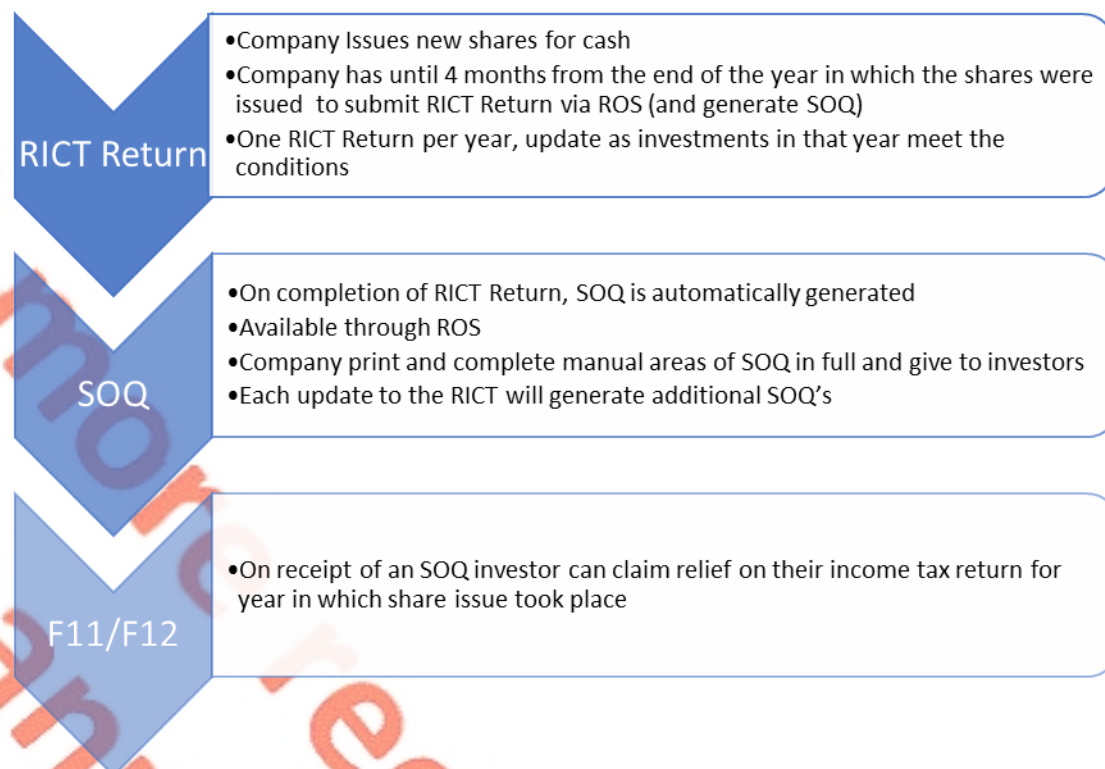 RICT Return
•Company Issues new shares for cash
•Company has until 4 months from the end of the year in which the shares were
issued to submit RICT Return via ROS (and generate SOQ)
•One RICT Return per year, update as investments in that year meet the
conditions
SOQ
•On completion of RICT Return, SOQ is automatically generated
•Available through ROS
•Company print and complete manual areas of SOQ in full and give to investors
•Each update to the RICT will generate additional SOQ's
F11/F12
•On receipt of an SOQ investor can claim relief on their income tax return for
year in which share issue took place